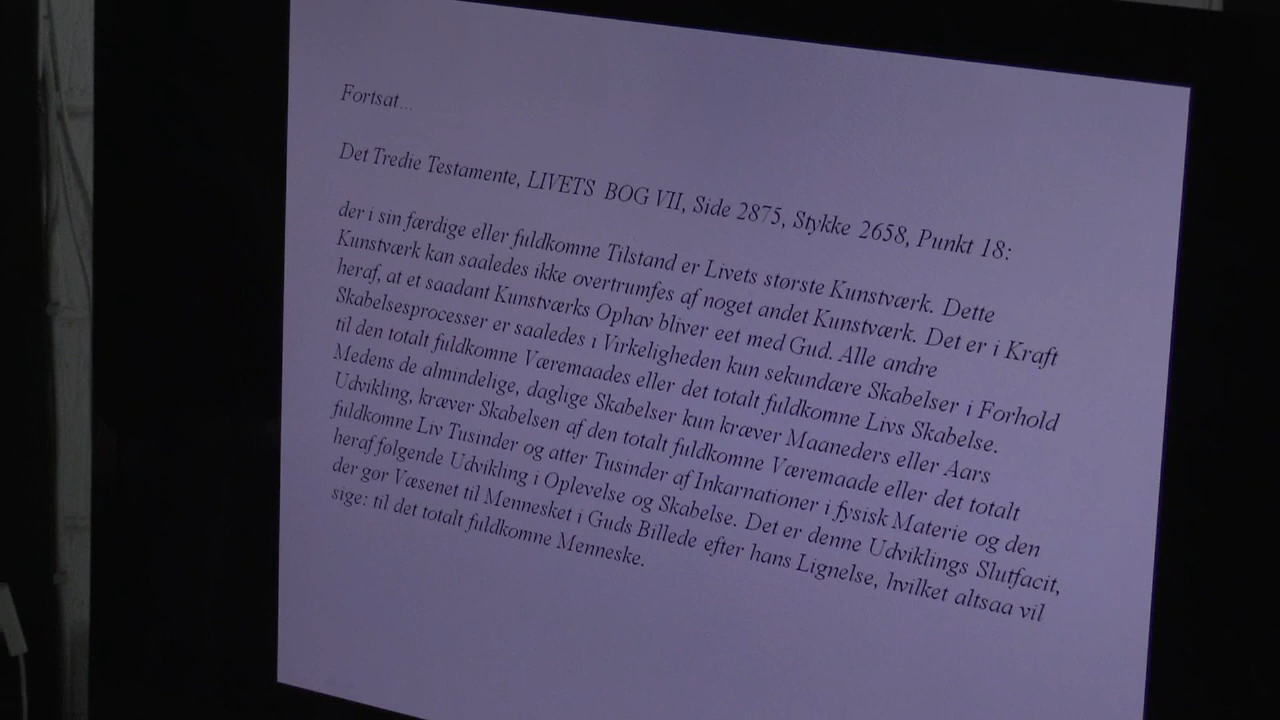 Fortsat...
Det Tredie Testamente, LIVETS BOG VII, Side 2875, Stykke 2658, Punkt 18:
der i sin færdige eller fuldkomne Tilstand er Livets største Kunstværk. Dette
Kunstværk kan saaledes ikke overtrumfes af noget andet Kunstværk. Det er i Kraft
heraf, at et saadant Kunstværks Ophav bliver eet med Gud. Alle andre
Skabelsesprocesser er saaledes i Virkeligheden kun sekundære Skabelser i Forhold
til den totalt fuldkomne Væremaades eller det totalt fuldkomne Livs Skabelse.
Medens de almindelige, daglige Skabelser kun kræver Maaneders eller Aars
Udvikling, kræver Skabelsen af den totalt fuldkomne Væremaade eller det totalt
fuldkomne Liv Tusinder og atter Tusinder af Inkarnationer i fysisk Materie og den
heraf følgende Udvikling i Oplevelse og Skabelse. Det er denne Udviklings Slutfacit,
der gør Væsenet til Mennesket i Guds Billede efter hans Lignelse, hvilket altsaa vil
sige: til det totalt fuldkomne Menneske.